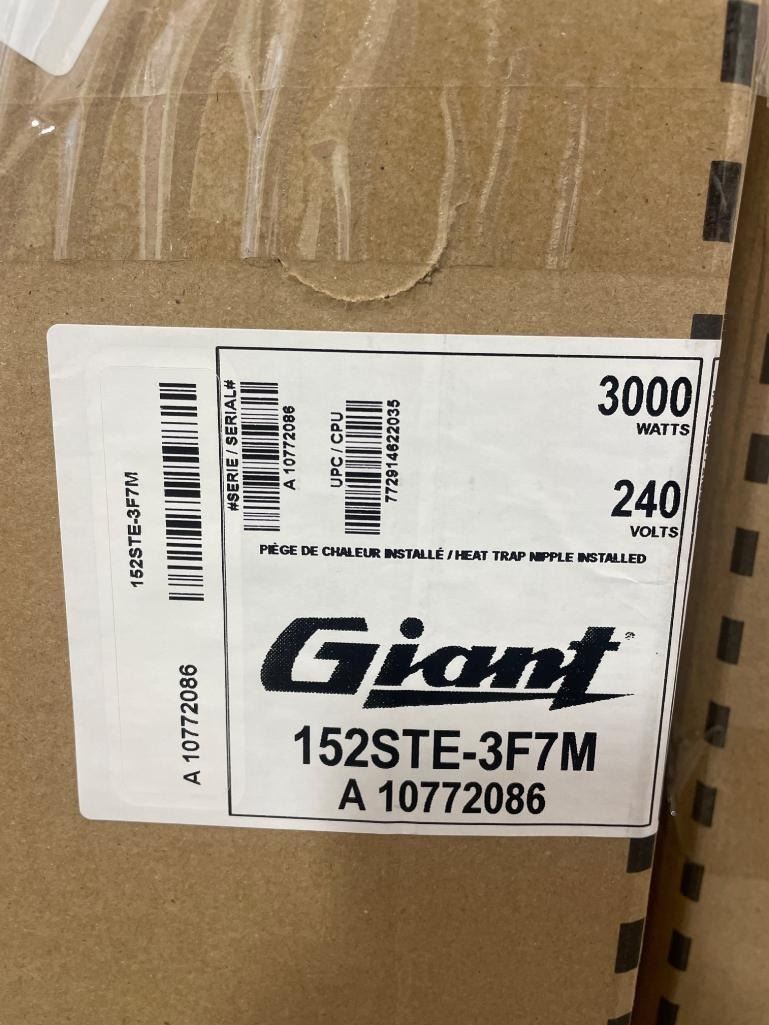 152STE-3F7M
A 10772086
#SERIE / SERIAL#
A 10772086
UPC / CPU
772914622035
3000
WATTS
240
VOLTS
PIÈGE DE CHALEUR INSTALLÉ / HEAT TRAP NIPPLE INSTALLED
Giant
152STE-3F7M
A 10772086